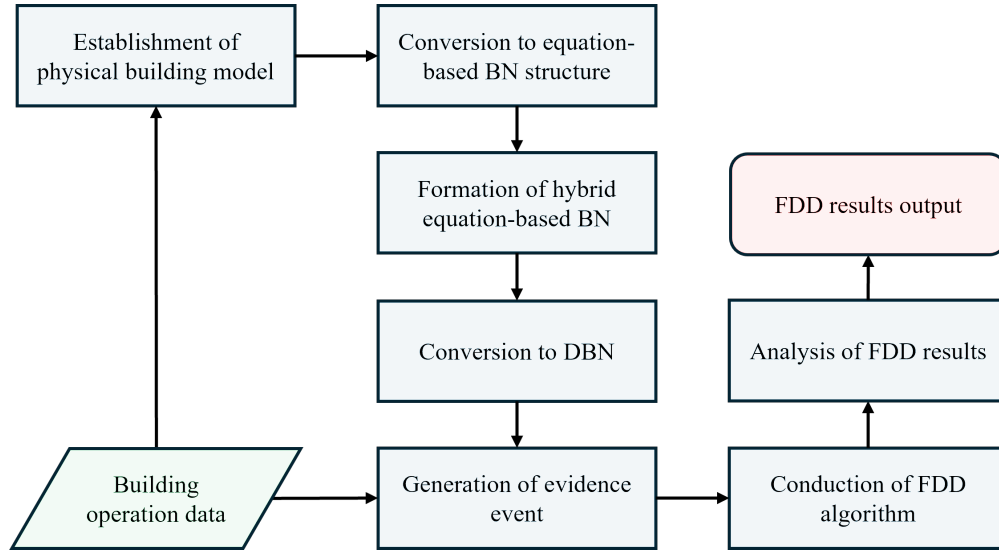 Establishment of
physical building model
Conversion to equation-
based BN structure
Formation of hybrid
equation-based BN
FDD results output
Conversion to DBN
Analysis of FDD results
Building
operation data
Generation of evidence
event
Conduction of FDD
algorithm